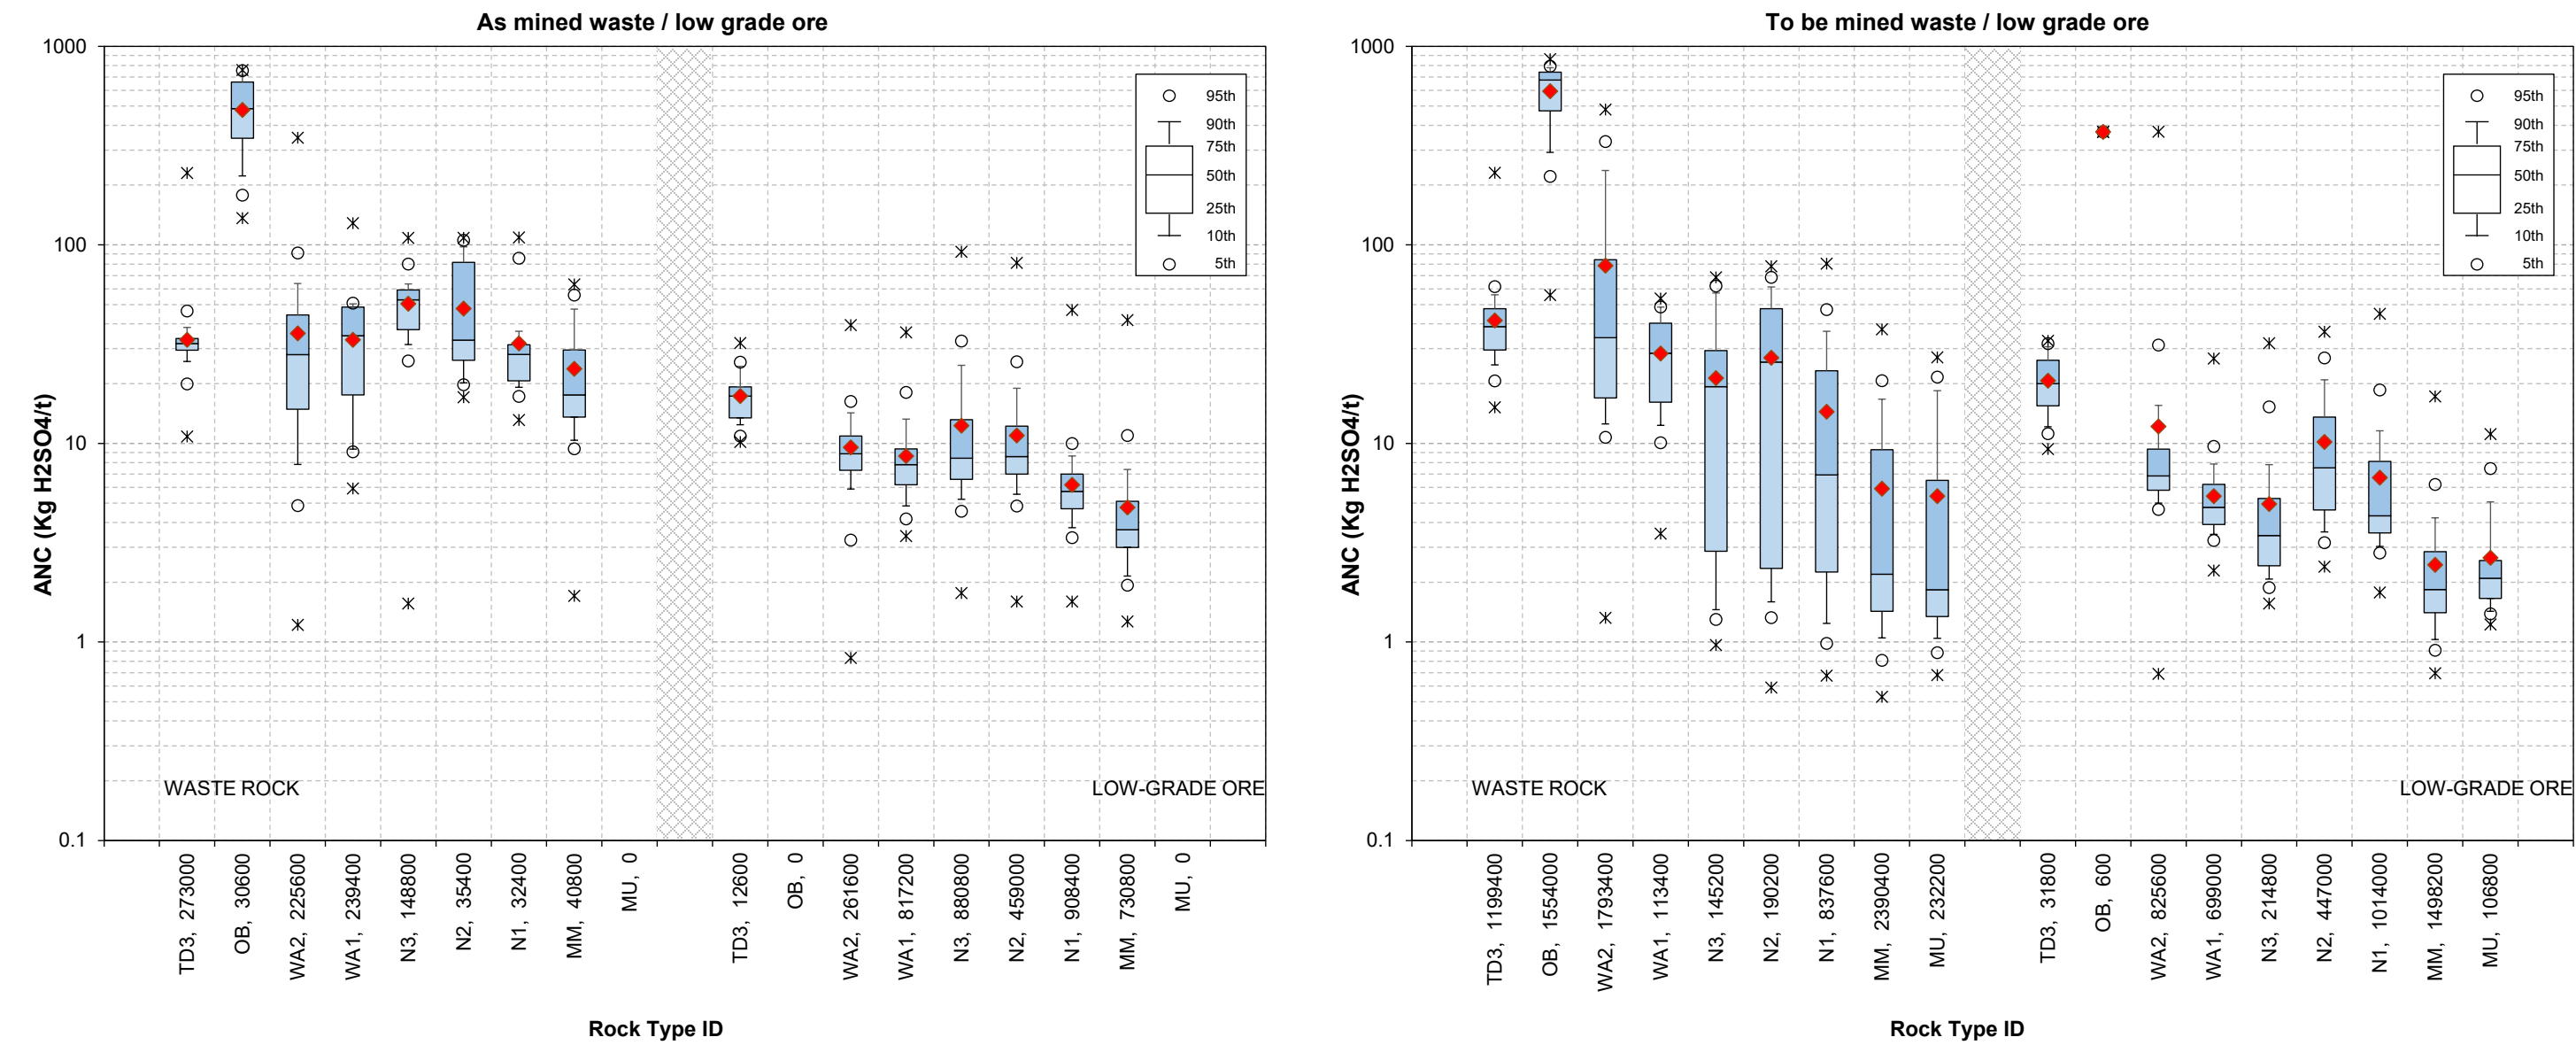 As mined waste / low grade ore
1000
100
10
1
0.1
ANC (Kg H2SO4/t)
95th
90th
75th
50th
25th
10th
5th
WASTE ROCK
LOW-GRADE ORE
TD3, 273000
OB, 30600
WA2, 225600
WA1, 239400
N3, 148800
N2, 35400
N1, 32400
MM, 40800
MU, 0
TD3, 12600
OB, 0
WA2, 261600
WA1, 817200
N3, 880800
N2, 459000
N1, 908400
MM, 730800
MU, 0
Rock Type ID
To be mined waste / low grade ore
1000
100
10
1
0.1
ANC (Kg H2SO4/t)
95th
90th
75th
50th
25th
10th
5th
WASTE ROCK
LOW-GRADE ORE
TD3, 1199400
OB, 1554000
WA2, 1793400
WA1, 113400
N3, 145200
N2, 190200
N1, 837600
MM, 2390400
MU, 232200
TD3, 31800
OB, 600
WA2, 825600
WA1, 699000
N3, 214800
N2, 447000
N1, 1014000
MM, 1498200
MU, 106800
Rock Type ID